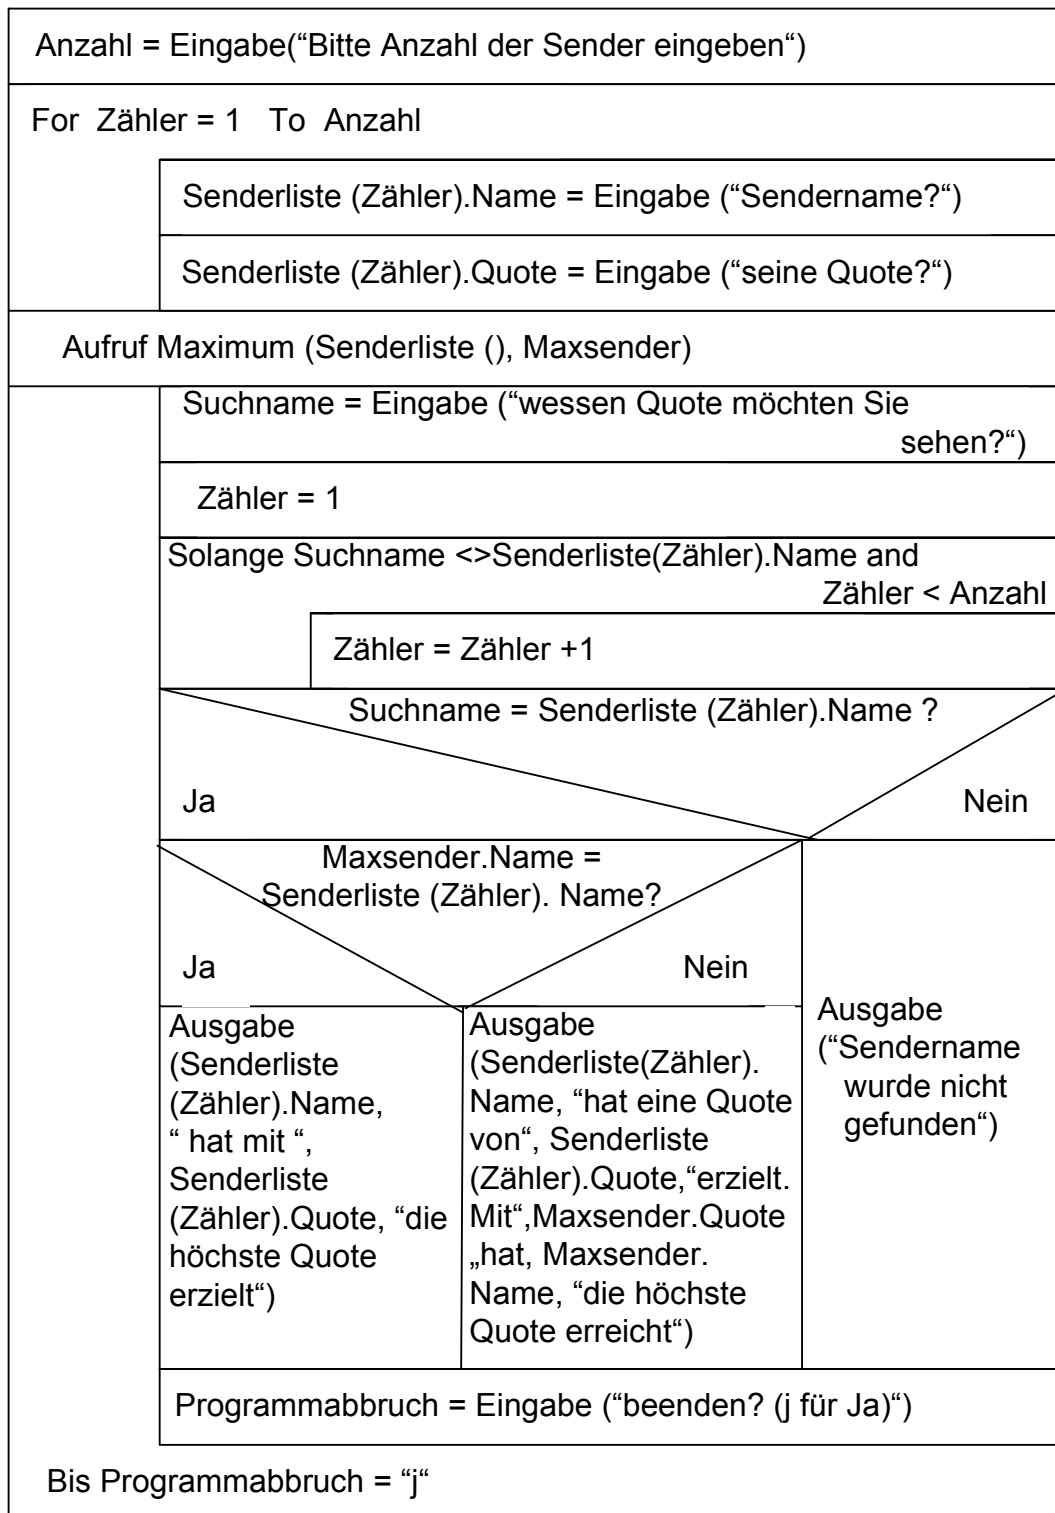 Anzahl = Eingabe(“Bitte Anzahl der Sender eingeben“)
For Zähler = 1 To Anzahl
Senderliste (Zähler).Name = Eingabe (“Sendername?“)
Senderliste (Zähler).Quote = Eingabe (“seine Quote?“)
Aufruf Maximum (Senderliste (), Maxsender)
Suchname = Eingabe (“wessen Quote möchten Sie
sehen?“)
Zähler = 1
Solange Suchname <>Senderliste(Zähler).Name and
Zähler < Anzahl
Zähler = Zähler +1
Suchname = Senderliste (Zähler).Name ?
Ja
Nein
Maxsender.Name =
Senderliste (Zähler). Name?
Ja
Nein
Ausgabe
(Senderliste
(Zähler).Name,
“ hat mit “,
Senderliste
(Zähler).Quote, “die
höchste Quote
erzielt“)
Ausgabe
(Senderliste(Zähler).
Name, “hat eine Quote
von“, Senderliste
(Zähler).Quote,“erzielt.
Mit“,Maxsender.Quote
„hat, Maxsender.
Name, “die höchste
Quote erreicht“)
Ausgabe
(“Sendername
wurde nicht
gefunden“)
Programmabbruch = Eingabe (“beenden? (j für Ja)“)
Bis Programmabbruch = “j“